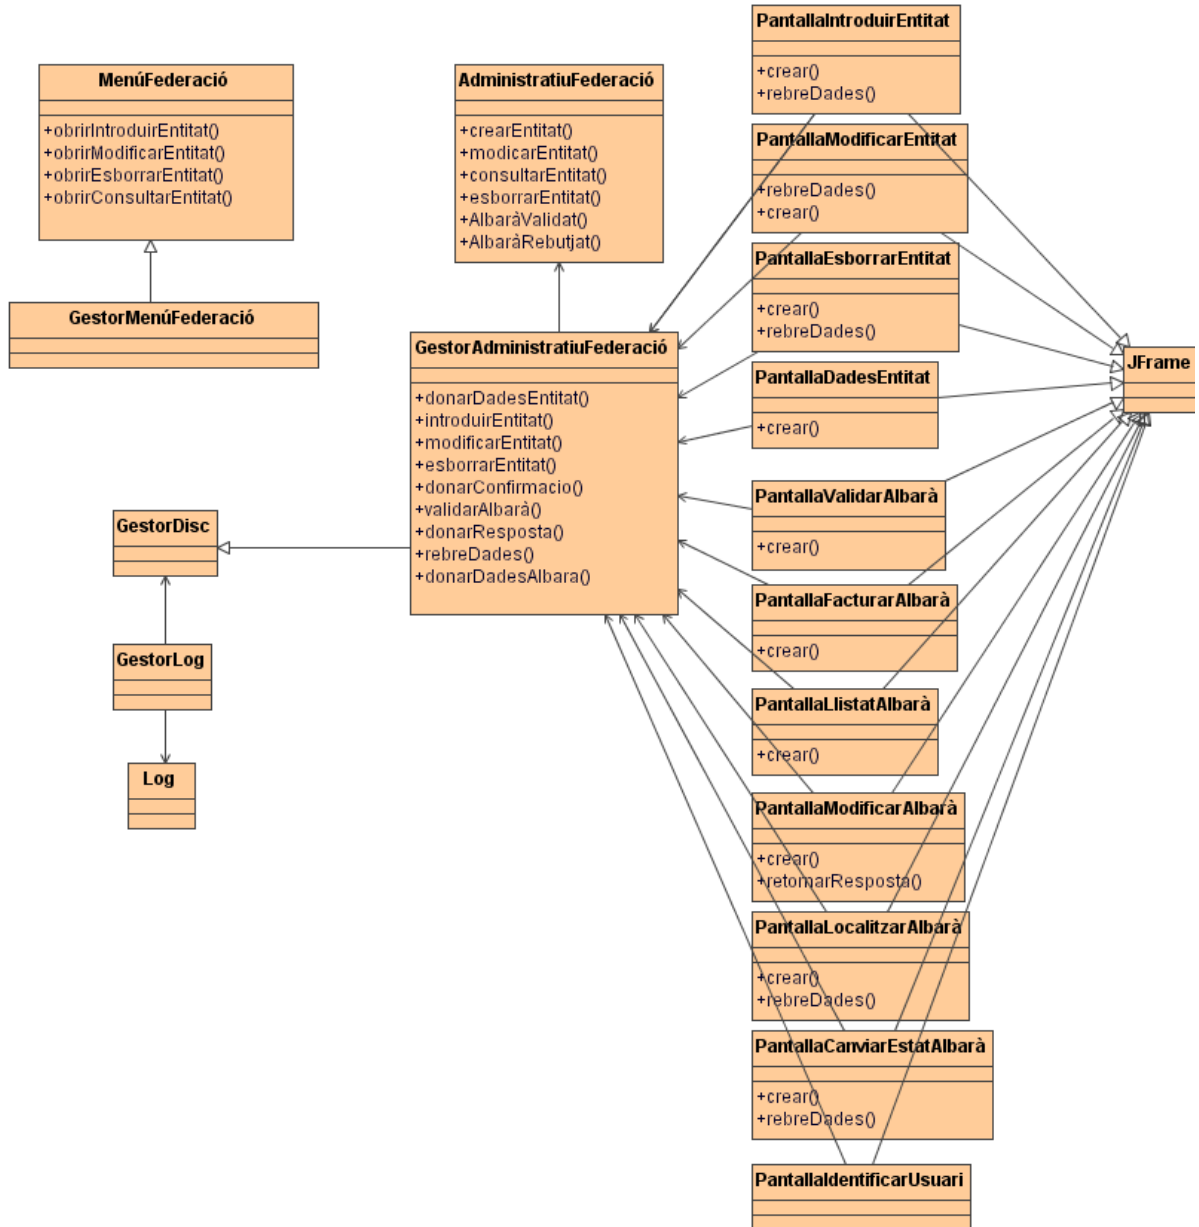 MenúFederació
+obrirIntroduirEntitat()
+obrirModificarEntitat()
+obrirEsborrarEntitat()
+obrirConsultarEntitat()
GestorMenúFederació
AdministratiuFederació
+crearEntitat()
+modicarEntitat()
+consultarEntitat()
+esborrarEntitat()
+AlbaràValidat()
+AlbaràRebutjat()
GestorAdministratiuFederació
+donarDadesEntitat()
+introduirEntitat()
+modificarEntitat()
+esborrarEntitat()
+donarConfirmacio()
+validarAlbarà()
+donarResposta()
+rebreDades()
+donarDadesAlbara()
GestorDisc
GestorLog
Log
PantallaIntroduirEntitat
+crear()
+rebreDades()
PantallaModificarEntitat
+rebreDades()
+crear()
PantallaEsborrarEntitat
+crear()
+rebreDades()
PantallaDadesEntitat
+crear()
PantallaValidarAlbarà
+crear()
PantallaFacturarAlbarà
+crear()
PantallaLlistatAlbarà
+crear()
PantallaModificarAlbarà
+crear()
+retornarResposta()
PantallaLocalitzarAlbarà
+crear()
+rebreDades()
PantallaCanviarEstatAlbarà
+crear()
+rebreDades()
PantallaIdentificarUsuari
JFrame